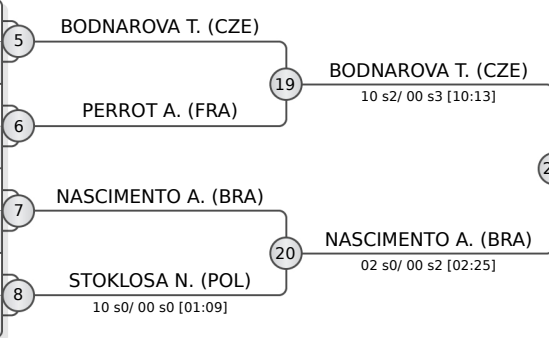 BODNAROVA T. (CZE)
5
19
BODNAROVA T. (CZE)
10 s2/ 00 s3 [10:13]
PERROT A. (FRA)
6
NASCIMENTO A. (BRA)
7
20
NASCIMENTO A. (BRA)
02 s0/ 00 s2 [02:25]
STOKLOSA N. (POL)
8
10 s0/ 00 s0 [01:09]